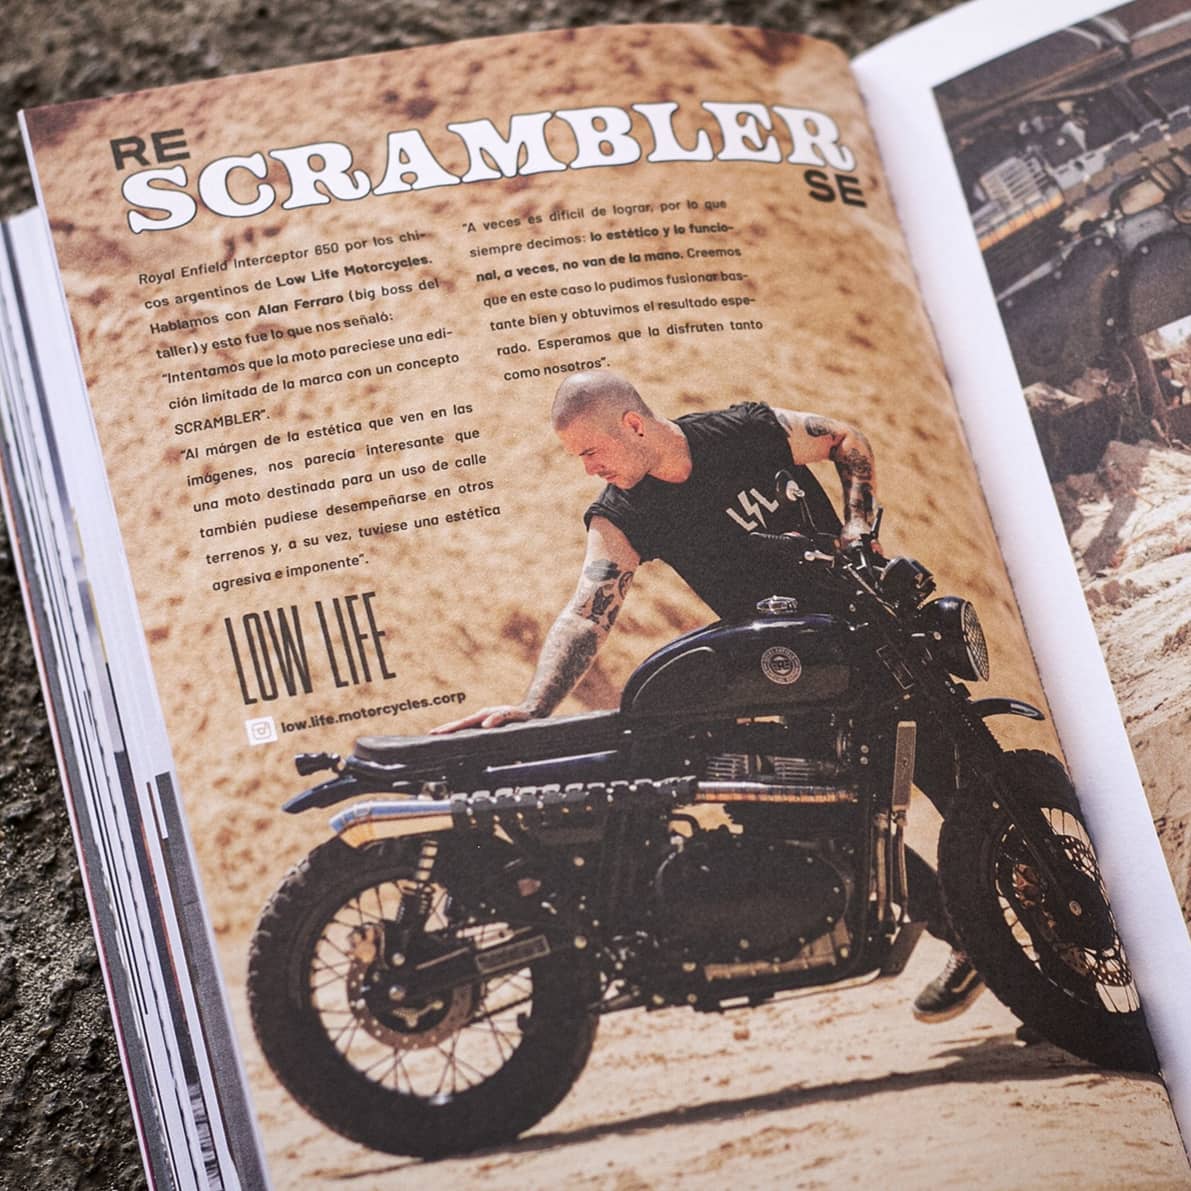 RE
SCRAMBLER
SE
Royal Enfield Interceptor 650 por los chi-
cos argentinos de Low Life Motorcycles.
Hablamos con Alan Ferraro (big boss del
taller) y esto fue lo que nos señaló:
"Intentamos que la moto pareciese una edi-
ción limitada de la marca con un concepto
SCRAMBLER".
"Al márgen de la estética que ven en las
imágenes, nos parecía interesante que
una moto destinada para un uso de calle
también pudiese desempeñarse en otros
terrenos y, a su vez, tuviese una estética
agresiva e imponente".
"A veces es difícil de lograr, por lo que
siempre decimos: lo estético y lo funcio-
nal, a veces, no van de la mano. Creemos
que en este caso lo pudimos fusionar bas-
tante bien y obtuvimos el resultado espe-
rado. Esperamos que la disfruten tanto
como nosotros".
LOW LIFE
low.life.motorcycles.corp